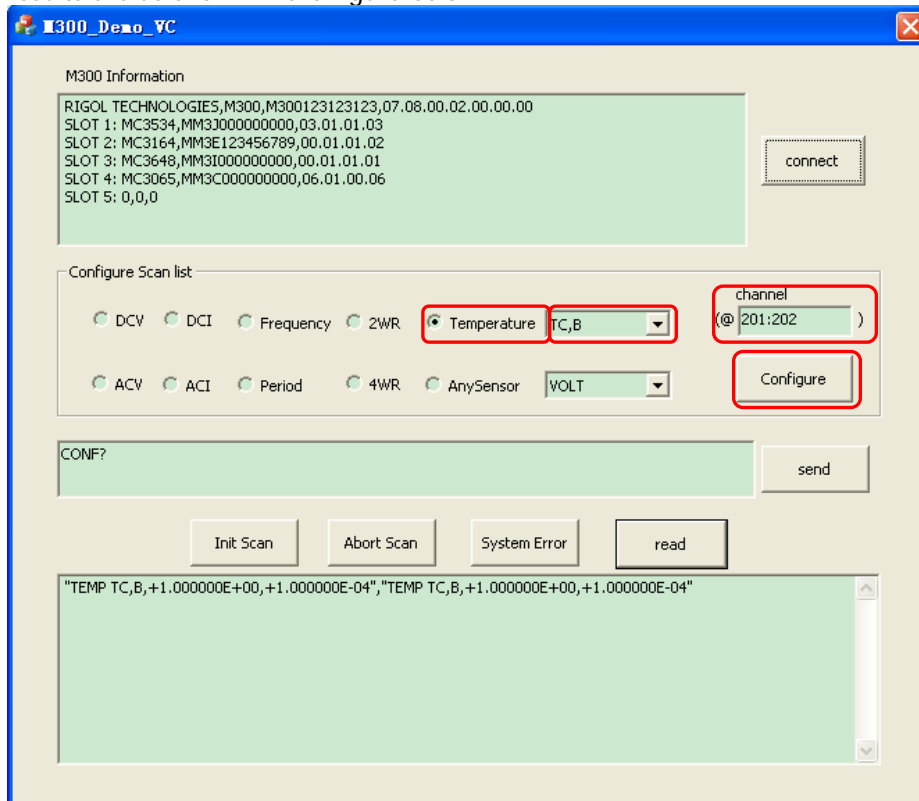 M300_Demo_VC
M300 Information
RIGOL TECHNOLOGIES,M300,M300123123123,07.08.00.02.00.00.00
SLOT 1: MC3534,MM3J000000000,03.01.01.03
SLOT 2: MC3164,MM3E123456789,00.01.01.02
SLOT 3: MC3648,MM3I000000000,00.01.01.01
SLOT 4: MC3065,MM3C000000000,06.01.00.06
SLOT 5: 0,0,0
connect
Configure Scan list
channel
DCV DCI Frequency 2WR Temperature TC,B (@ 201:202 )
ACV ACI Period 4WR AnySensor VOLT Configure
CONF?
send
Init Scan Abort Scan System Error read
"TEMP TC,B,+1.000000E+00,+1.000000E-04","TEMP TC,B,+1.000000E+00,+1.000000E-04"